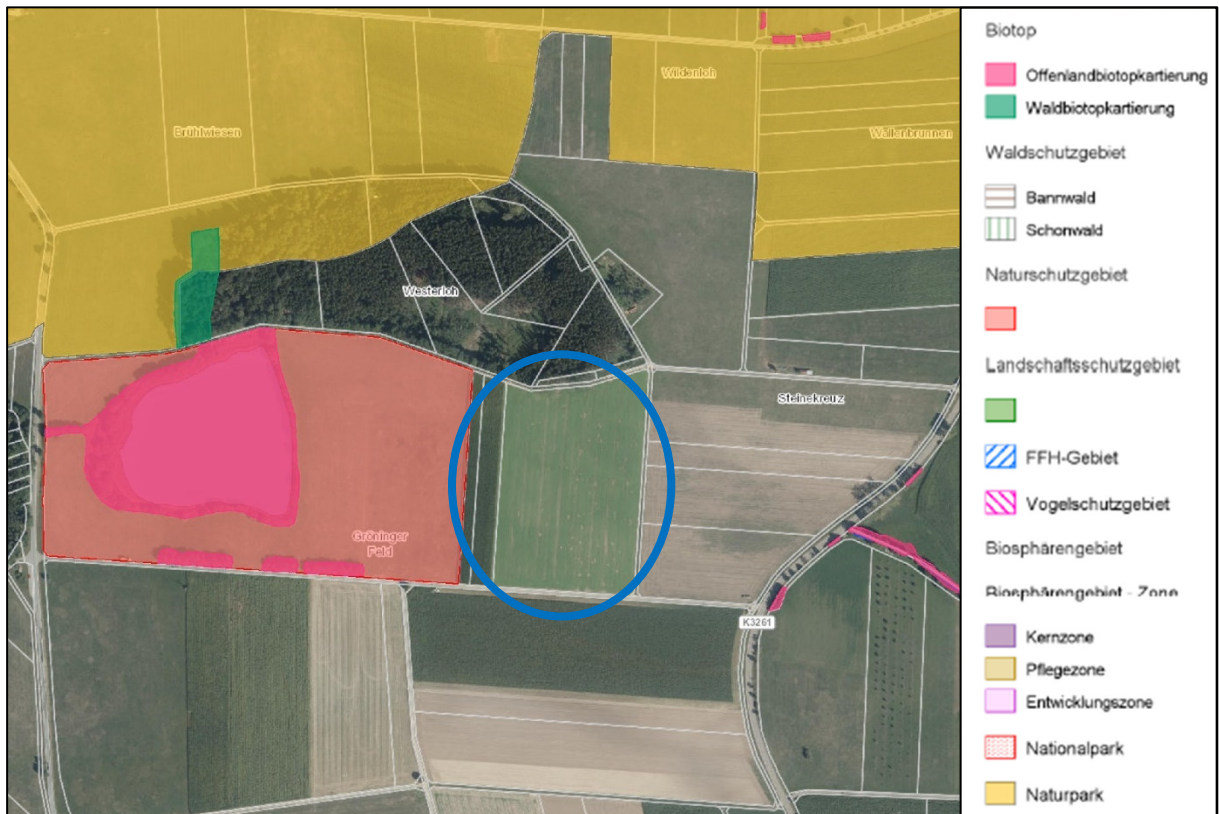 Wildenloh
Brühlwiesen
Wallenbrunnen
Westerloh
Steinekreuz
Gröninger
Feld
K3261
Biotop
Offenlandbiotopkartierung
Waldbiotopkartierung
Waldschutzgebiet
Bannwald
Schonwald
Naturschutzgebiet
Landschaftsschutzgebiet
FFH-Gebiet
Vogelschutzgebiet
Biosphärengebiet
Biosphärengebiet - Zone
Kernzone
Pflegezone
Entwicklungszone
Nationalpark
Naturpark